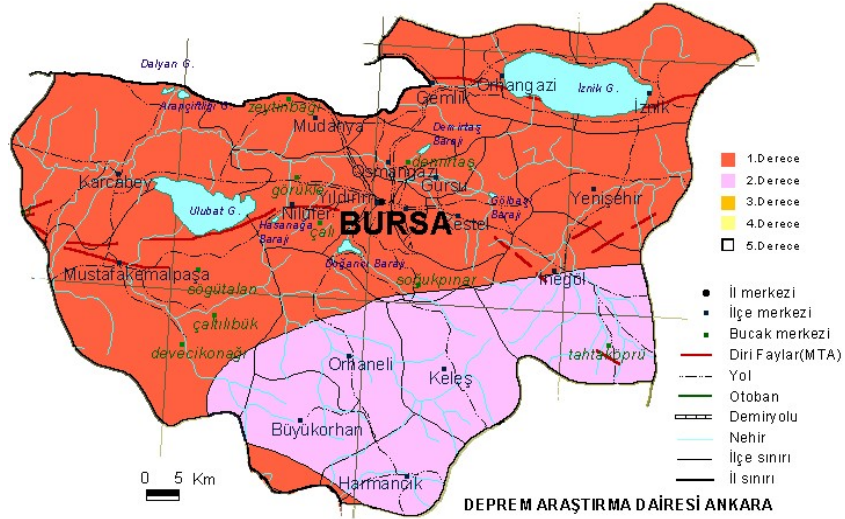 Dalyan G.
Arapçiftliği G.
zeytinbağı
Mudanya
Gemlik
Orhangazi
İznik G.
İznik
Demirtaş
Barajı
demirtaş
Osmangazi
Karcabey
görükle
Yıldırım
Gürsu
Ulubat G.
Nilüfer
Hasanağa
Barajı
çalı
BURSA
Kestel
Gölbaşı
Barajı
Yenişehir
Mustafakemalpaşa
Doğancı Barajı
söğütalan
soğukpınar
İnegöl
çaltılıbük
devecikonağı
Orhaneli
Keleş
tahtaköprü
Büyükorhan
Harmancık
1.Derece
2.Derece
3.Derece
4.Derece
5.Derece
İl merkezi
İlçe merkezi
Bucak merkezi
Diri Faylar(MTA)
Yol
Otoban
Demiryolu
Nehir
İlçe sınırı
İl sınırı
0 5 Km
DEPREM ARAŞTIRMA DAİRESİ ANKARA